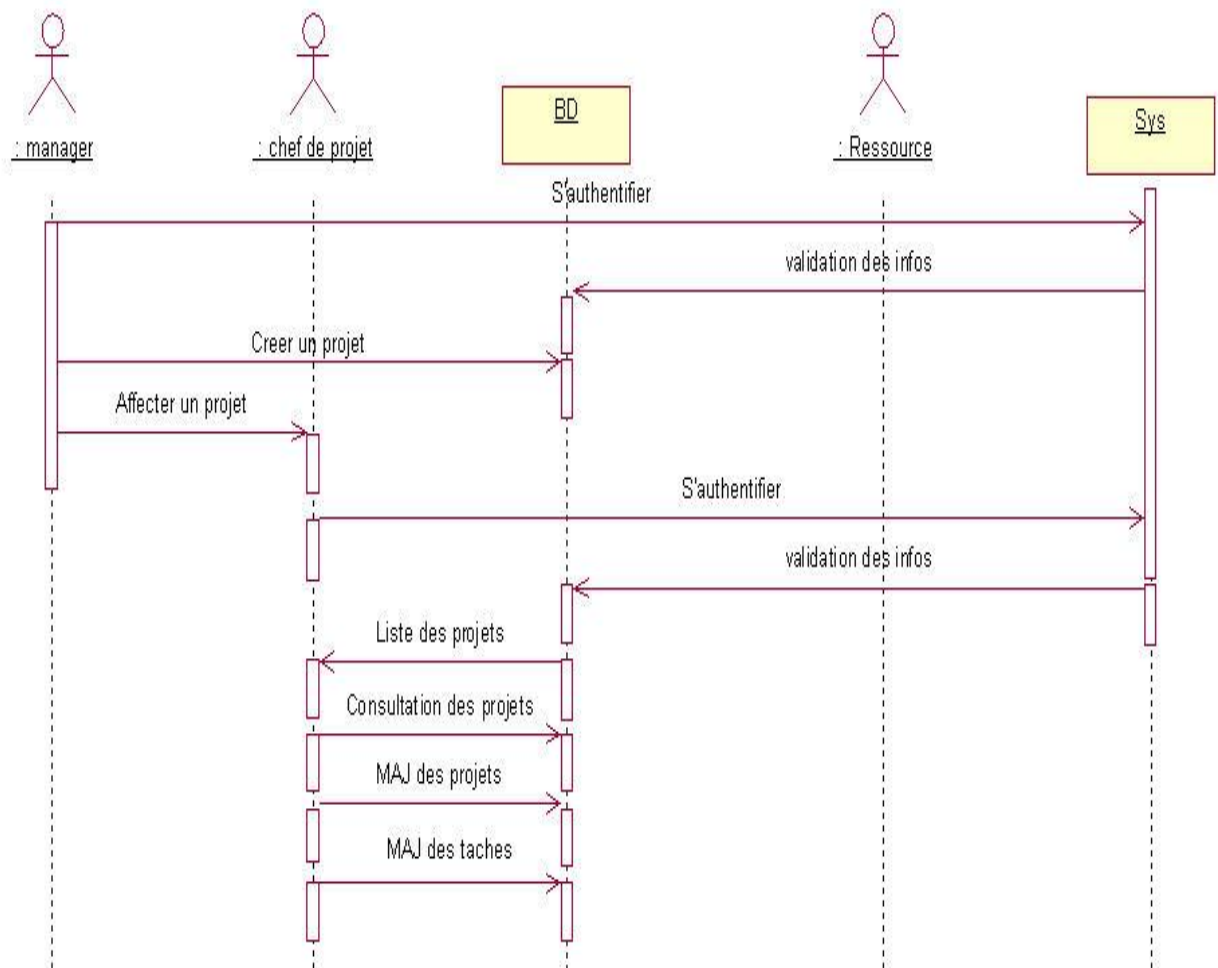 : manager
: chef de projet
BD
: Ressource
Sys
S'authentifier
validation des infos
Creer un projet
Affecter un projet
S'authentifier
validation des infos
Liste des projets
Consultation des projets
MAJ des projets
MAJ des taches